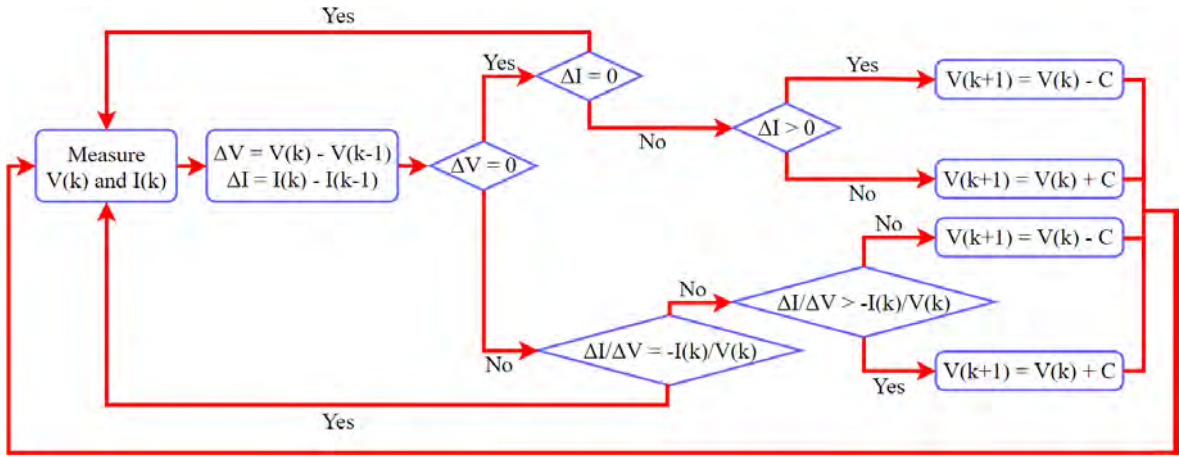 Yes
Yes
ΔI = 0
Yes
V(k+1) = V(k) - C
No
ΔI > 0
Measure
V(k) and I(k)
ΔV = V(k) - V(k-1)
ΔI = I(k) - I(k-1)
ΔV = 0
No
V(k+1) = V(k) + C
No
V(k+1) = V(k) - C
No
ΔI/ΔV > -I(k)/V(k)
No
ΔI/ΔV = -I(k)/V(k)
Yes
V(k+1) = V(k) + C
Yes